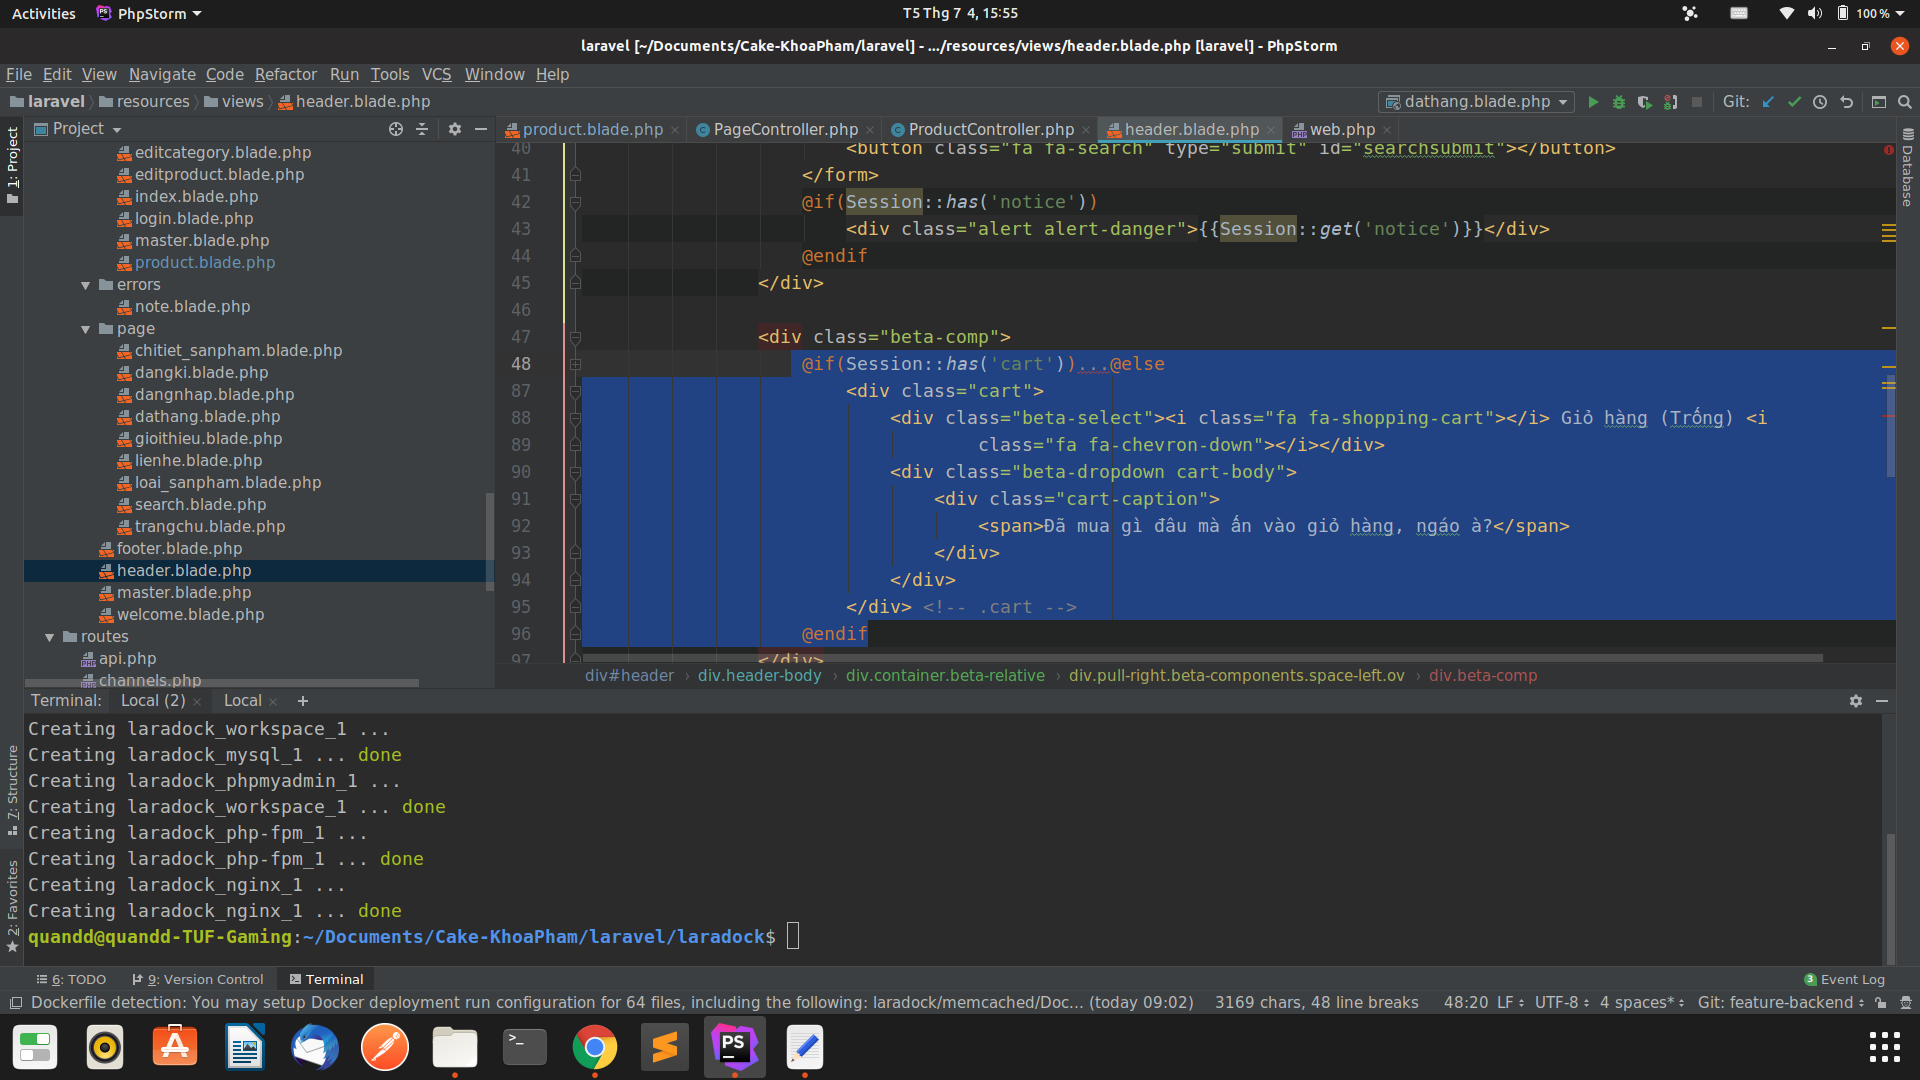 Activities PhpStorm T5 Thg 7 4, 15:55 100 %
laravel [~/Documents/Cake-KhoaPham/laravel] - .../resources/views/header.blade.php [laravel] - PhpStorm
File Edit View Navigate Code Refactor Run Tools VCS Window Help
laravel resources views header.blade.php dathang.blade.php Git:
1: Project
Project
editcategory.blade.php
editproduct.blade.php
index.blade.php
login.blade.php
master.blade.php
product.blade.php
errors
note.blade.php
page
chitiet_sanpham.blade.php
dangki.blade.php
dangnhap.blade.php
dathang.blade.php
gioithieu.blade.php
lienhe.blade.php
loai_sanpham.blade.php
search.blade.php
trangchu.blade.php
footer.blade.php
header.blade.php
master.blade.php
welcome.blade.php
routes
api.php
channels.php
product.blade.php PageController.php ProductController.php header.blade.php web.php
Database
40 <button class="fa fa-search" type="submit" id="searchsubmit"></button>
41 </form>
42 @if(Session::has('notice'))
43 <div class="alert alert-danger">{{Session::get('notice')}}</div>
44 @endif
45 </div>
46
47 <div class="beta-comp">
48 @if(Session::has('cart'))...@else
87 <div class="cart">
88 <div class="beta-select"><i class="fa fa-shopping-cart"></i> Giỏ hàng (Trống) <i
89 class="fa fa-chevron-down"></i></div>
90 <div class="beta-dropdown cart-body">
91 <div class="cart-caption">
92 <span>Đã mua gì đâu mà ấn vào giỏ hàng, ngáo à?</span>
93 </div>
94 </div>
95 </div> <!-- .cart -->
96 @endif
97 </div>
div#header › div.header-body › div.container.beta-relative › div.pull-right.beta-components.space-left.ov › div.beta-comp
Terminal: Local (2) Local +
Creating laradock_workspace_1 ...
Creating laradock_mysql_1 ... done
Creating laradock_phpmyadmin_1 ...
Creating laradock_workspace_1 ... done
Creating laradock_php-fpm_1 ...
Creating laradock_php-fpm_1 ... done
Creating laradock_nginx_1 ...
Creating laradock_nginx_1 ... done
quandd@quandd-TUF-Gaming:~/Documents/Cake-KhoaPham/laravel/laradock$
7: Structure
2: Favorites
6: TODO 9: Version Control Terminal 3 Event Log
Dockerfile detection: You may setup Docker deployment run configuration for 64 files, including the following: laradock/memcached/Doc... (today 09:02) 3169 chars, 48 line breaks 48:20 LF UTF-8 4 spaces* Git: feature-backend
>_ PS